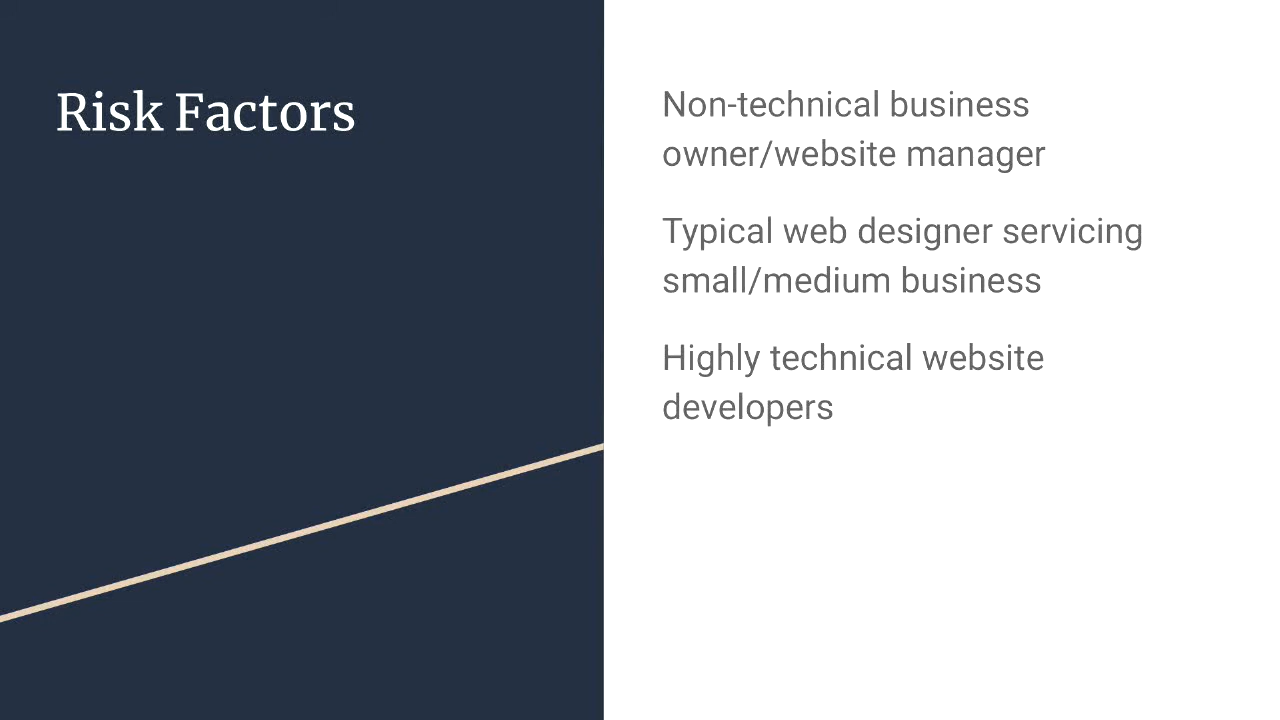 Risk Factors
Non-technical business
owner/website manager
Typical web designer servicing
small/medium business
Highly technical website
developers